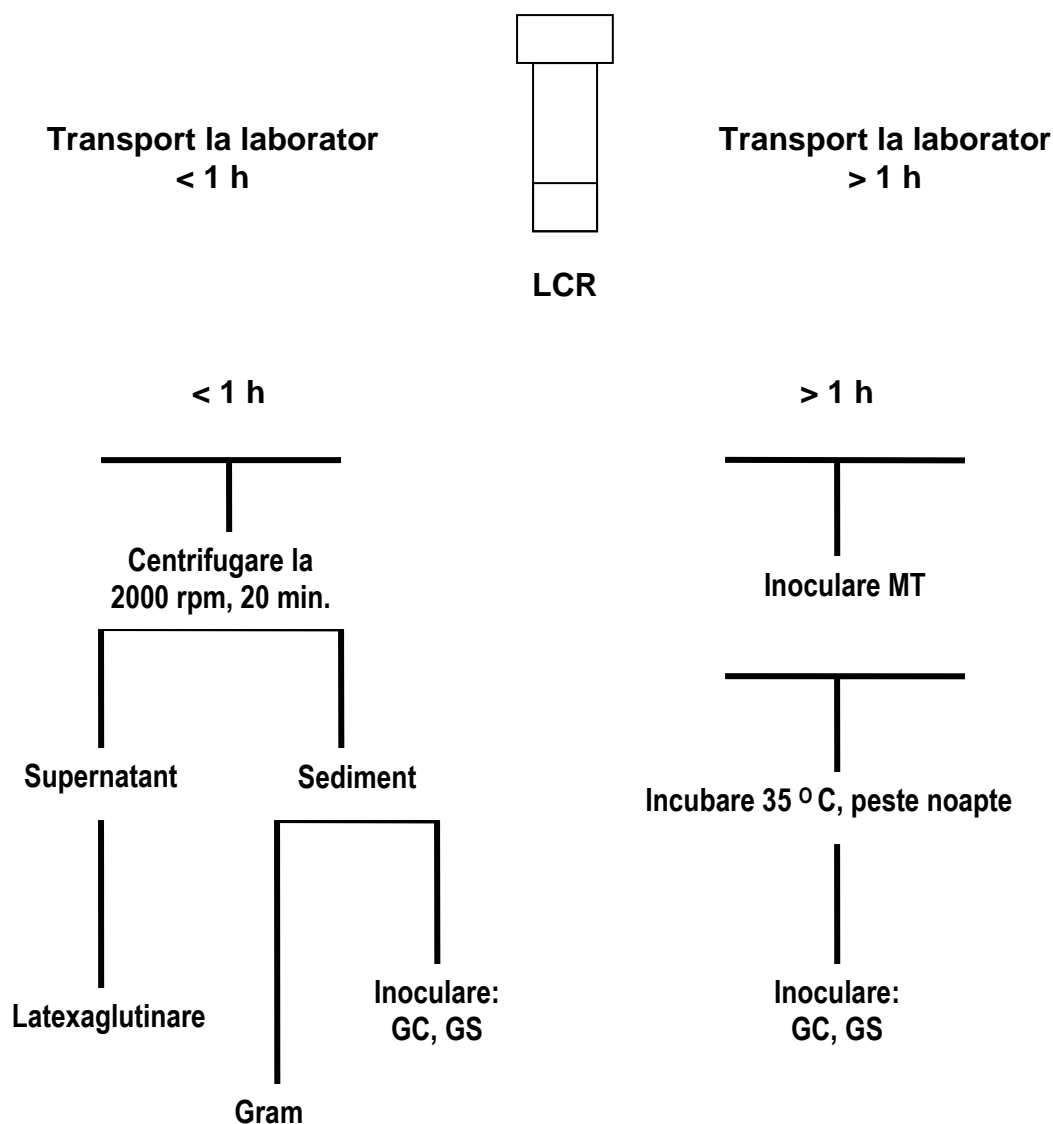 Transport la laborator
< 1 h
Transport la laborator
> 1 h
LCR
< 1 h
> 1 h
Centrifugare la
2000 rpm, 20 min.
Inoculare MT
Supernatant
Sediment
Incubare 35 ᴼ C, peste noapte
Latexaglutinare
Inoculare:
GC, GS
Inoculare:
GC, GS
Gram